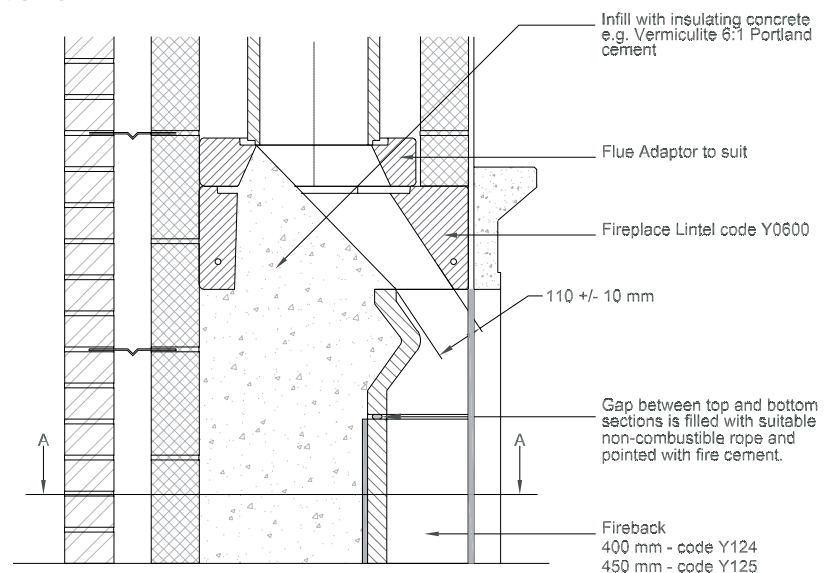 Infill with insulating concrete
e.g. Vermiculite 6:1 Portland
cement
Flue Adaptor to suit
Fireplace Lintel code Y0600
110 +/- 10 mm
Gap between top and bottom
sections is filled with suitable
non-combustible rope and
pointed with fire cement.
A
A
Fireback
400 mm - code Y124
450 mm - code Y125